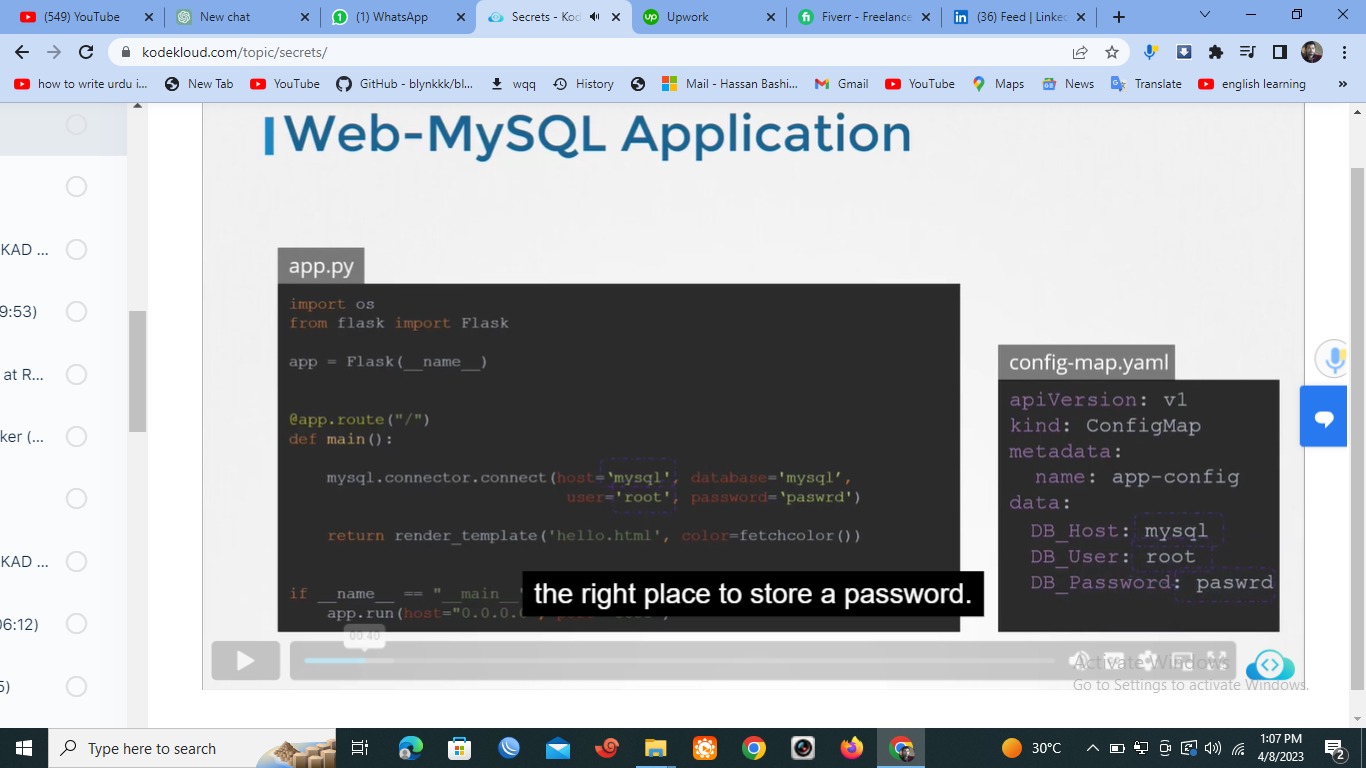 (549) YouTube
New chat
(1) WhatsApp
Secrets - Kod
Upwork
Fiverr - Freelance
(36) Feed | Linke
kodekloud.com/topic/secrets/
how to write urdu i...
New Tab
YouTube
GitHub - blynkkk/bl...
wqq
History
Mail - Hassan Bashi...
Gmail
YouTube
Maps
News
Translate
english learning
»
KAD ...
9:53)
at R...
ker (...
KAD ...
06:12)
5)
Web-MySQL Application
app.py
import os
from flask import Flask
app = Flask(__name__)
@app.route("/")
def main():
mysql.connector.connect(host=‘mysql', database='mysql’,
user='root', password=‘paswrd')
return render_template('hello.html', color=fetchcolor())
if __name__ == "__main__"
app.run(host="0.0.0.0
the right place to store a password.
00:40
config-map.yaml
apiVersion: v1
kind: ConfigMap
metadata:
name: app-config
data:
DB_Host: mysql
DB_User: root
DB_Password: paswrd
Activate Windows
Go to Settings to activate Windows.
Type here to search
30°C
1:07 PM
4/8/2023
2